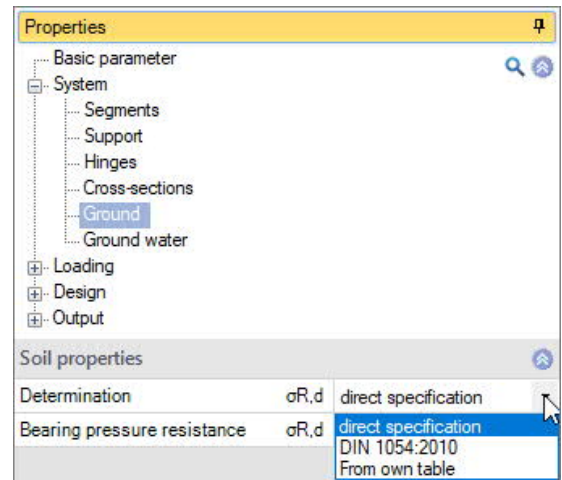 Properties
Basic parameter
System
Segments
Support
Hinges
Cross-sections
Ground
Ground water
Loading
Design
Output
Soil properties
Determination σR,d direct specification
Bearing pressure resistance σR,d direct specification
DIN 1054:2010
From own table